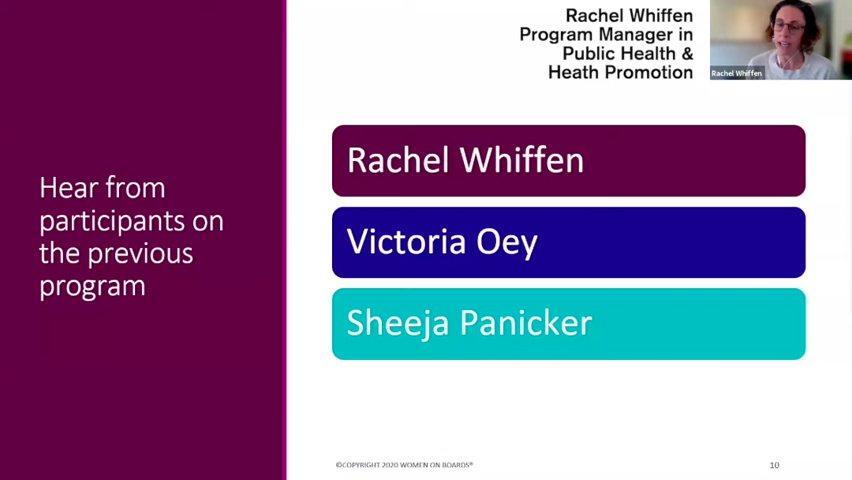 Rachel Whiffen
Program Manager in
Public Health &
Heath Promotion
Rachel Whiffen
Hear from
participants on
the previous
program
Rachel Whiffen
Victoria Oey
Sheeja Panicker
©COPYRIGHT 2020 WOMEN ON BOARDS®
10